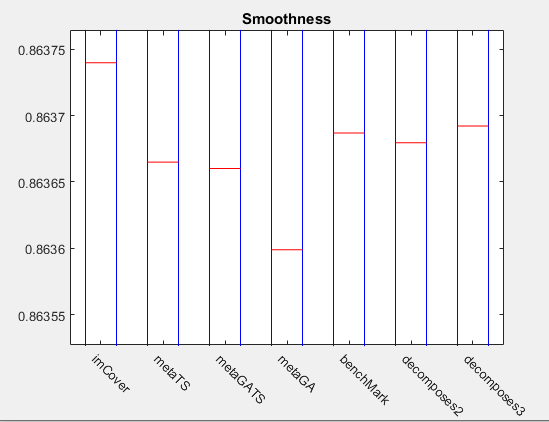 Smoothness
0.86375
0.8637
0.86365
0.8636
0.86355
imCover
metaTS
metaGATS
metaGA
benchMark
decomposes2
decomposes3